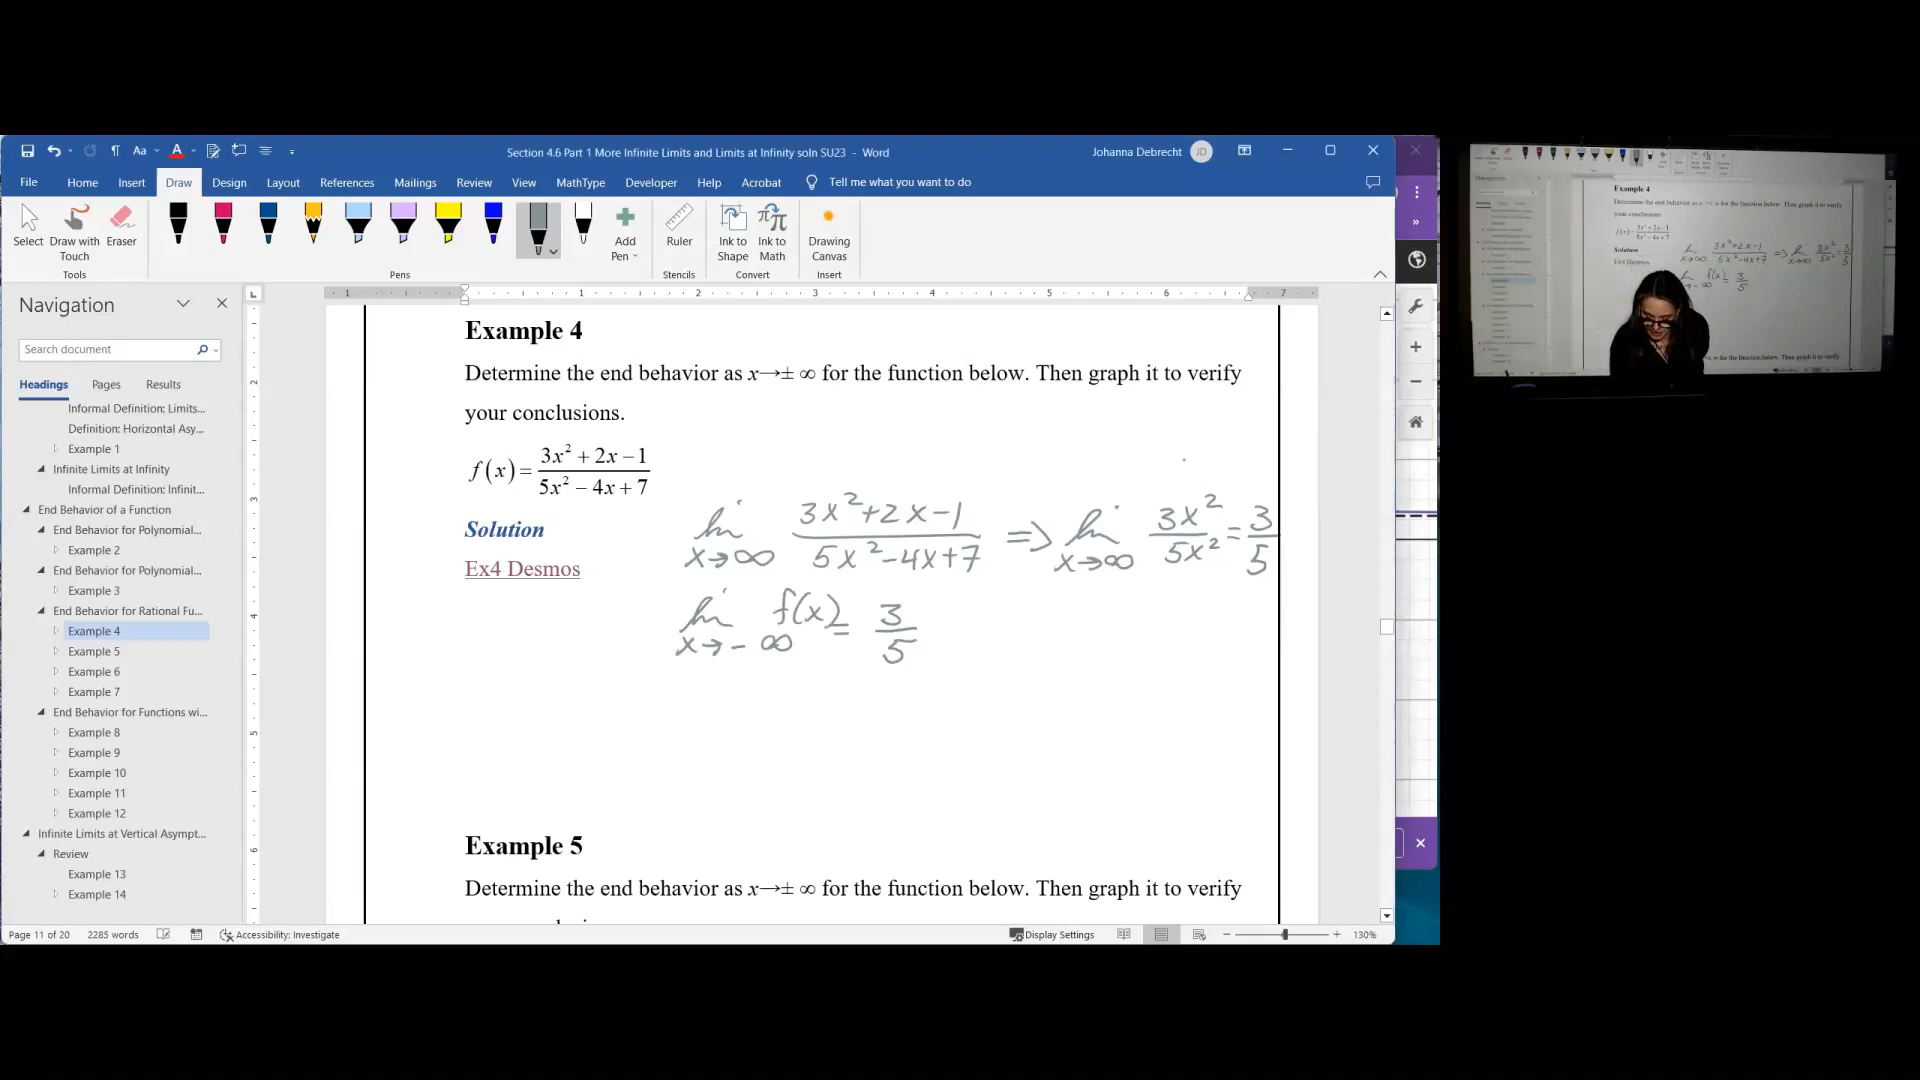 Section 4.6 Part 1 More Infinite Limits and Limits at Infinity soln SU23 - Word
Johanna Debrecht JD
File Home Insert Draw Design Layout References Mailings Review View MathType Developer Help Acrobat Tell me what you want to do
Select Draw with Touch Eraser Add Pen Ruler Ink to Shape Ink to Math Drawing Canvas
Tools Pens Stencils Convert Insert
Navigation
Search document
Headings Pages Results
Informal Definition: Limits...
Definition: Horizontal Asy...
Example 1
Infinite Limits at Infinity
Informal Definition: Infinit...
End Behavior of a Function
End Behavior for Polynomial...
Example 2
End Behavior for Polynomial...
Example 3
End Behavior for Rational Fu...
Example 4
Example 5
Example 6
Example 7
End Behavior for Functions wi...
Example 8
Example 9
Example 10
Example 11
Example 12
Infinite Limits at Vertical Asympt...
Review
Example 13
Example 14
Example 4
Determine the end behavior as x→± ∞ for the function below. Then graph it to verify
your conclusions.
f(x) = (3x² + 2x − 1)/(5x² − 4x + 7)
Solution
Ex4 Desmos
lim x→∞ (3x²+2x−1)/(5x²−4x+7) ⇒ lim x→∞ 3x²/5x² = 3/5
lim x→−∞ f(x) = 3/5
Example 5
Determine the end behavior as x→± ∞ for the function below. Then graph it to verify
Page 11 of 20 2285 words Accessibility: Investigate Display Settings 130%